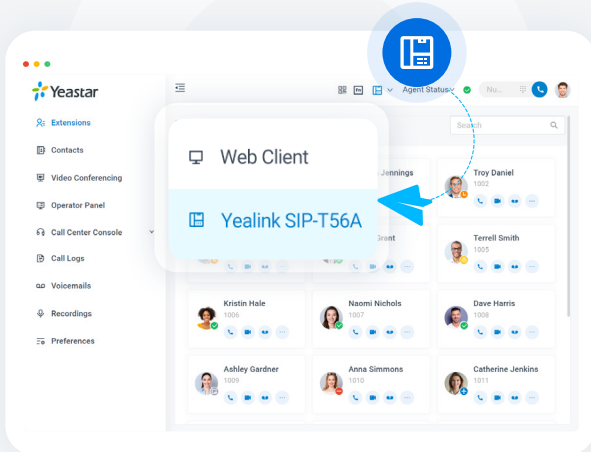 Yeastar
Agent Status
Nu...
Fn
Extensions
Search
Contacts
Web Client
Jennings
Troy Daniel
1002
Video Conferencing
Operator Panel
Yealink SIP-T56A
Call Center Console
Grant
Terrell Smith
1005
Call Logs
Voicemails
Recordings
Preferences
Kristin Hale
1006
Naomi Nichols
1007
Dave Harris
1008
Ashley Gardner
1009
Anna Simmons
1010
Catherine Jenkins
1011